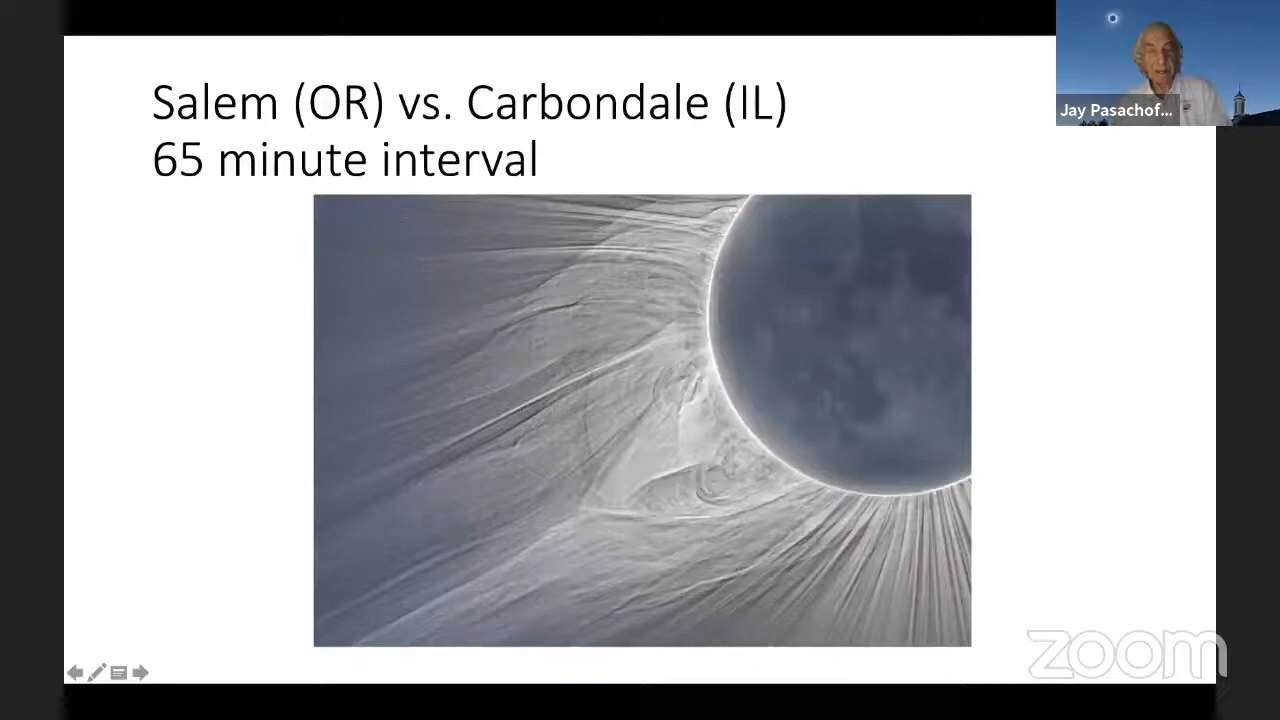 Salem (OR) vs. Carbondale (IL)
65 minute interval
Jay Pasachof...
zoom